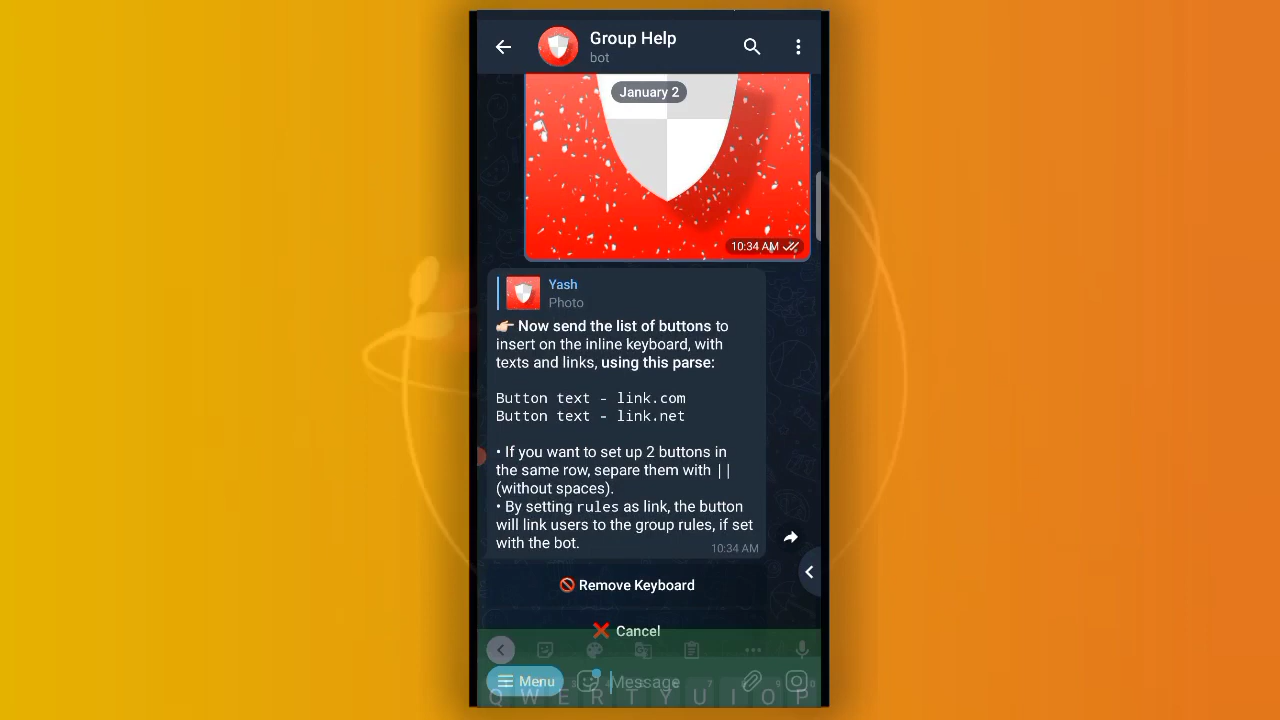 Group Help
bot
January 2
10:34 AM
Yash
Photo
👉🏻 Now send the list of buttons to
insert on the inline keyboard, with
texts and links, using this parse:
Button text - link.com
Button text - link.net
• If you want to set up 2 buttons in
the same row, separe them with ||
(without spaces).
• By setting rules as link, the button
will link users to the group rules, if set
with the bot.
10:34 AM
🚫 Remove Keyboard
❌ Cancel
Menu
Message
Q W E R T Y U I O P